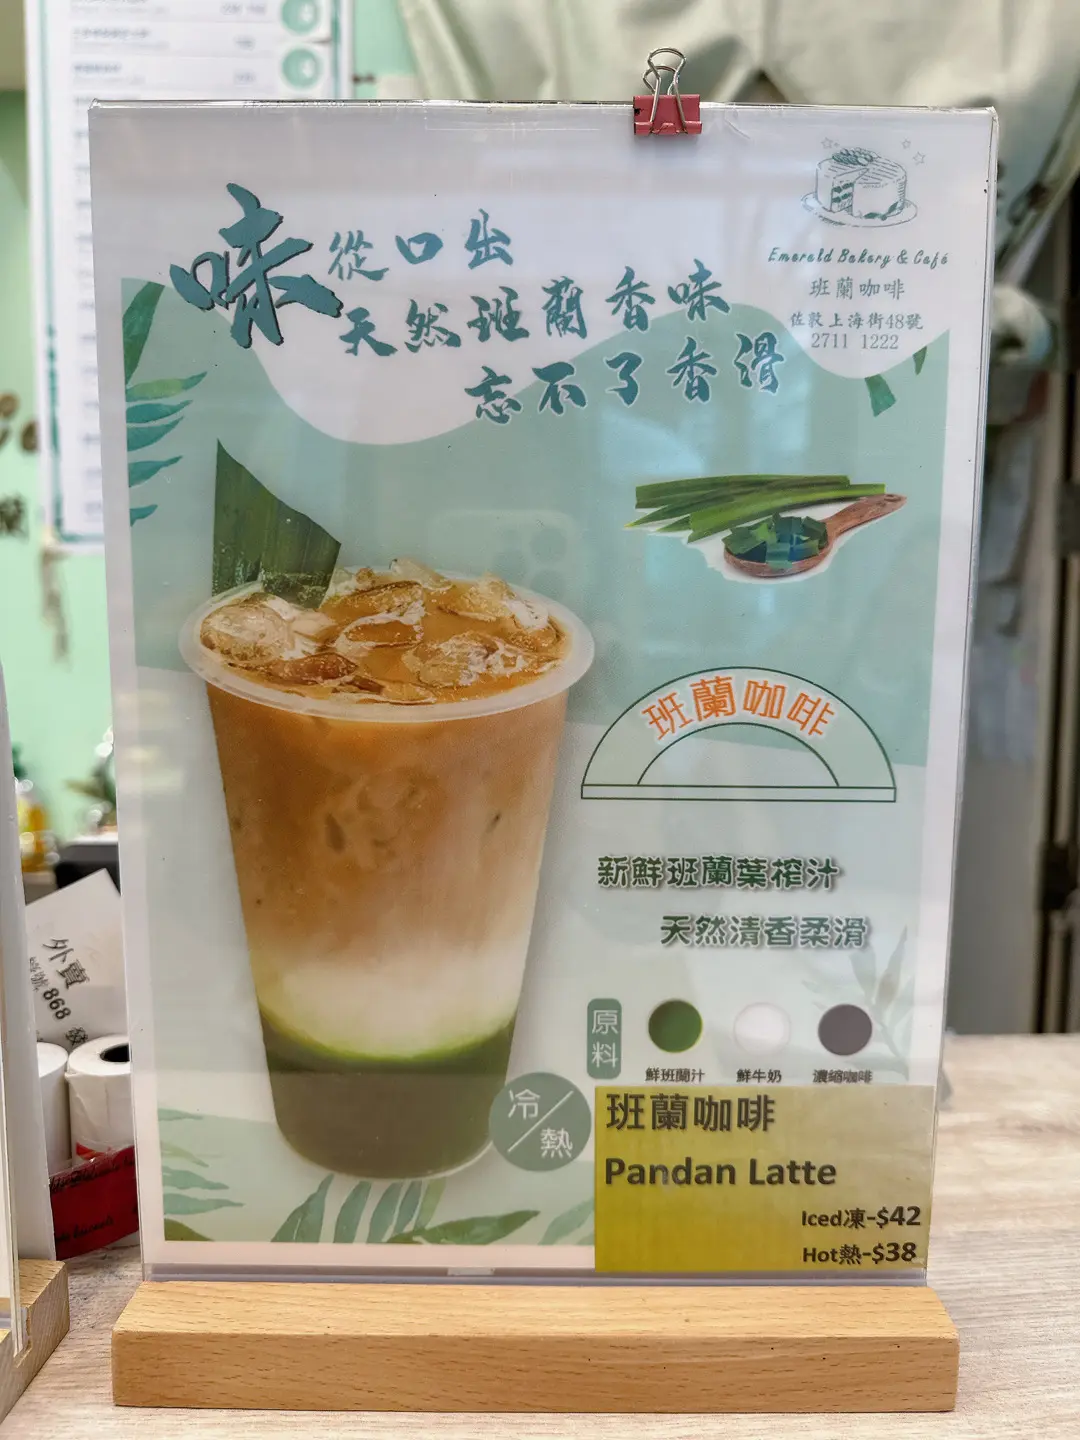 味從口出
天然班蘭香味
忘不了香滑
Emerald Bakery & Café
班蘭咖啡
佐敦上海街48號
2711 1222
班蘭咖啡
新鮮班蘭葉榨汁
天然清香柔滑
原料
鮮班蘭汁
鮮牛奶
濃縮咖啡
冷/熱
班蘭咖啡
Pandan Latte
Iced凍-$42
Hot熱-$38
外賣
868